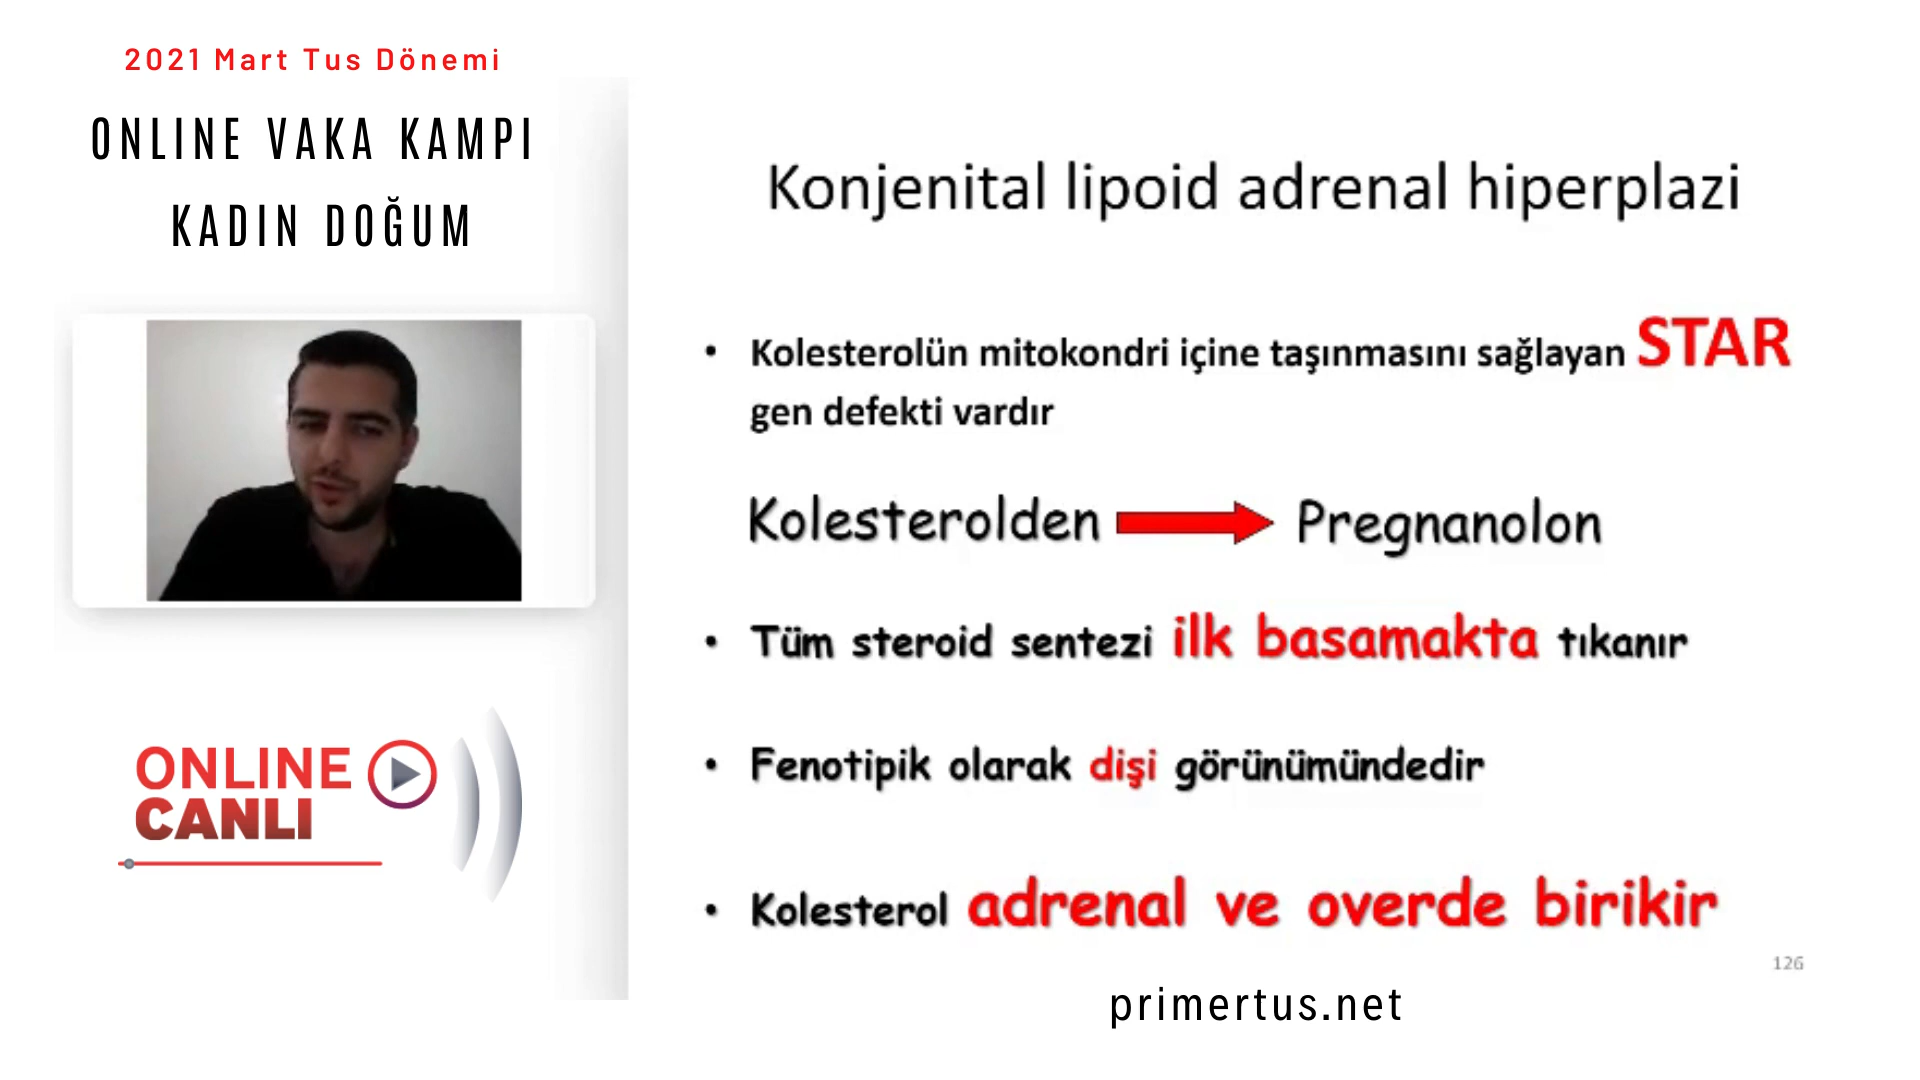 2021 Mart Tus Dönemi
ONLINE VAKA KAMPI
KADIN DOĞUM
ONLINE
CANLI
Konjenital lipoid adrenal hiperplazi
• Kolesterolün mitokondri içine taşınmasını sağlayan STAR
gen defekti vardır
Kolesterolden Pregnanolon
• Tüm steroid sentezi ilk basamakta tıkanır
• Fenotipik olarak dişi görünümündedir
• Kolesterol adrenal ve overde birikir
126
primertus.net